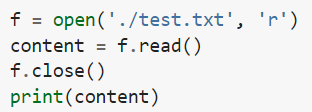 f = open('./test.txt', 'r')
content = f.read()
f.close()
print(content)